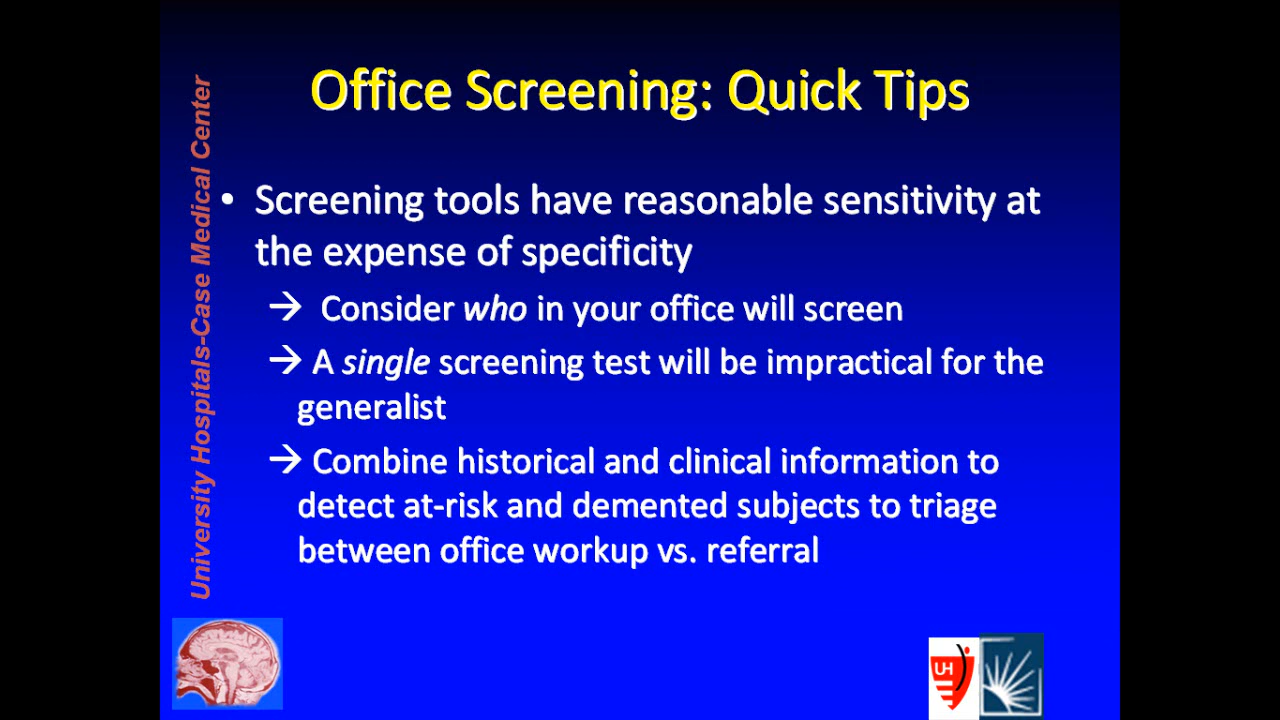 Office Screening: Quick Tips
University Hospitals-Case Medical Center
• Screening tools have reasonable sensitivity at
the expense of specificity
→ Consider who in your office will screen
→ A single screening test will be impractical for the
generalist
→ Combine historical and clinical information to
detect at-risk and demented subjects to triage
between office workup vs. referral
UH